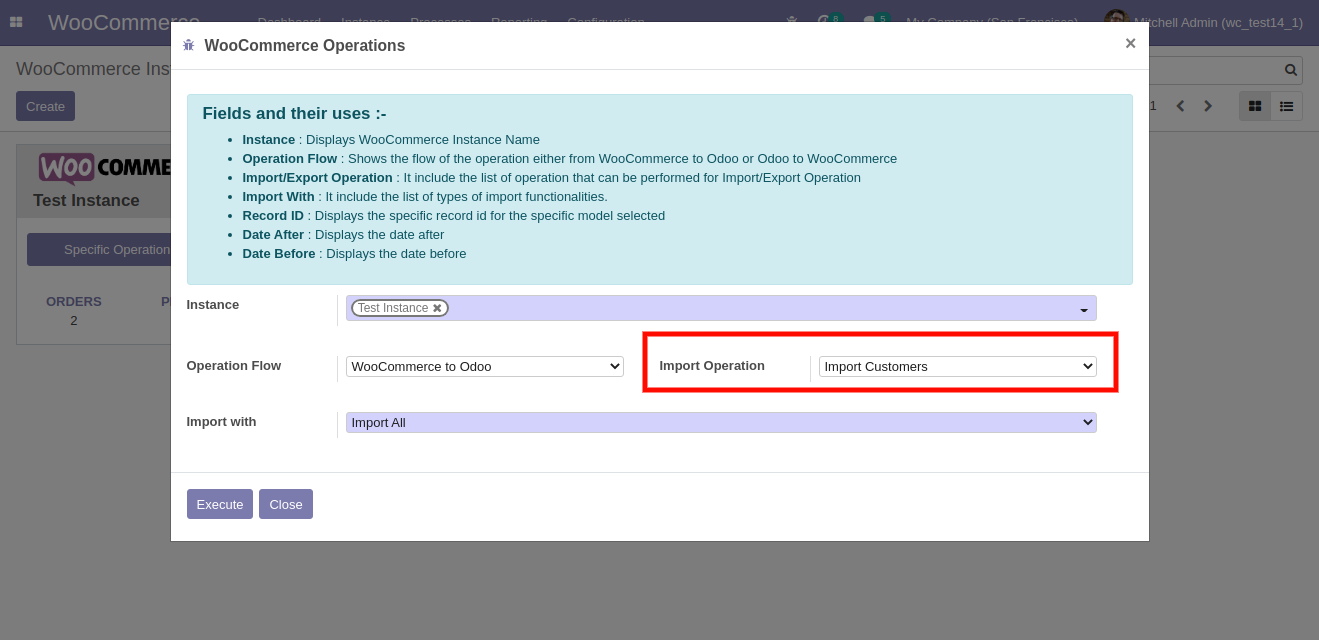 WooCommerce Dashboard Instance Processes Reporting Configuration 8 5 My Company (San Francisco) Mitchell Admin (wc_test14_1)
WooCommerce Operations ×
WooCommerce Ins
Create
1
Fields and their uses :-
Instance : Displays WooCommerce Instance Name
Operation Flow : Shows the flow of the operation either from WooCommerce to Odoo or Odoo to WooCommerce
Import/Export Operation : It include the list of operation that can be performed for Import/Export Operation
Import With : It include the list of types of import functionalities.
Record ID : Displays the specific record id for the specific model selected
Date After : Displays the date after
Date Before : Displays the date before
WOO COMME
Test Instance
Specific Operation
ORDERS P
2
Instance Test Instance ✖
Operation Flow WooCommerce to Odoo Import Operation Import Customers
Import with Import All
Execute Close